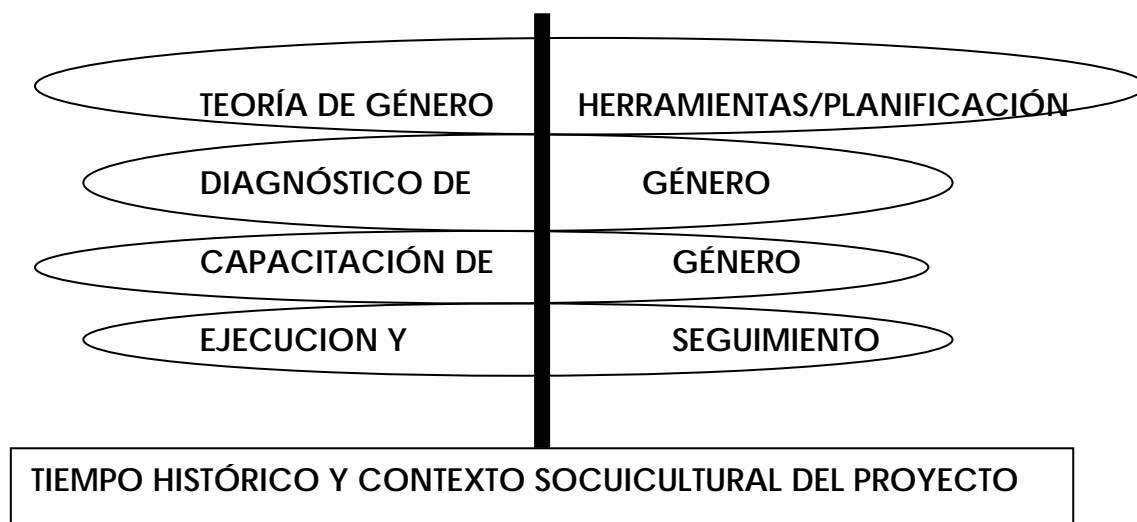 TEORÍA DE GÉNERO HERRAMIENTAS/PLANIFICACIÓN
DIAGNÓSTICO DE GÉNERO
CAPACITACIÓN DE GÉNERO
EJECUCION Y SEGUIMIENTO
TIEMPO HISTÓRICO Y CONTEXTO SOCUICULTURAL DEL PROYECTO